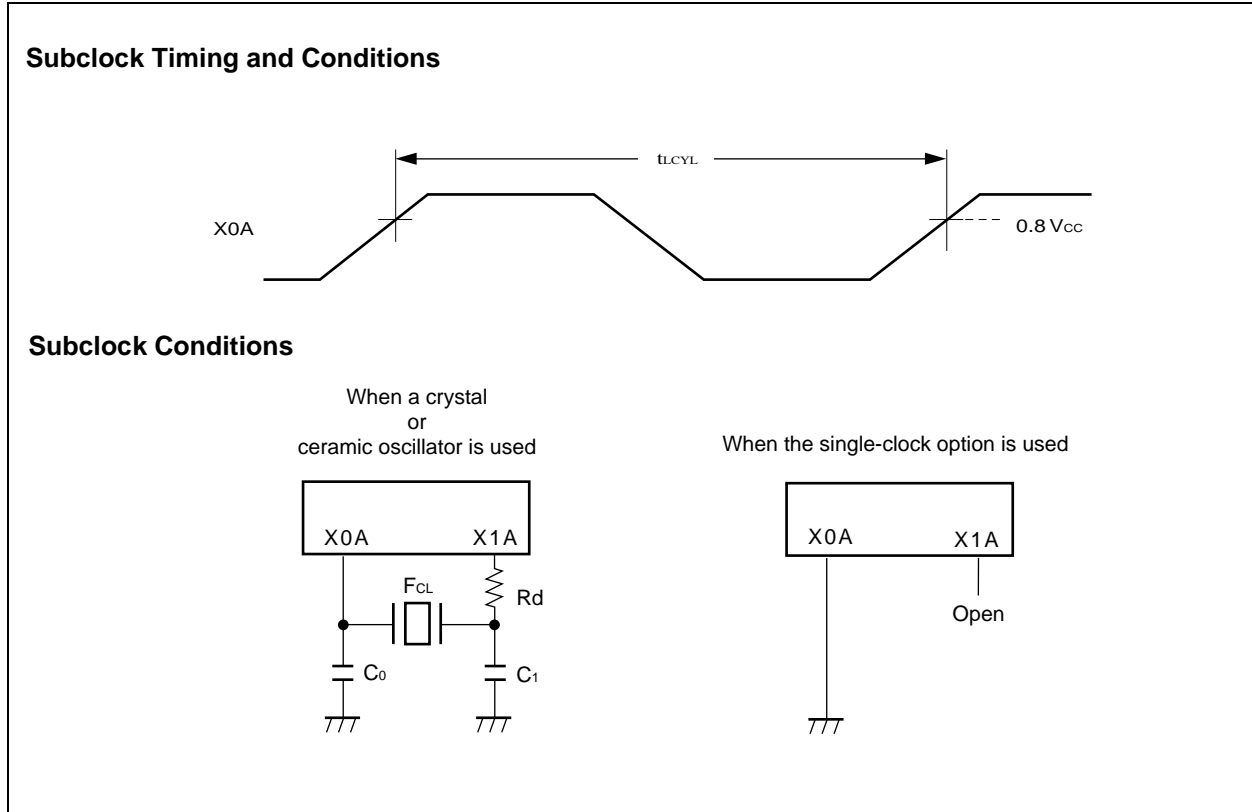 Subclock Timing and Conditions
tLCYL
X0A
0.8 VCC
Subclock Conditions
When a crystal
or
ceramic oscillator is used
X0A X1A
FCL
Rd
C0
C1
When the single-clock option is used
X0A X1A
Open